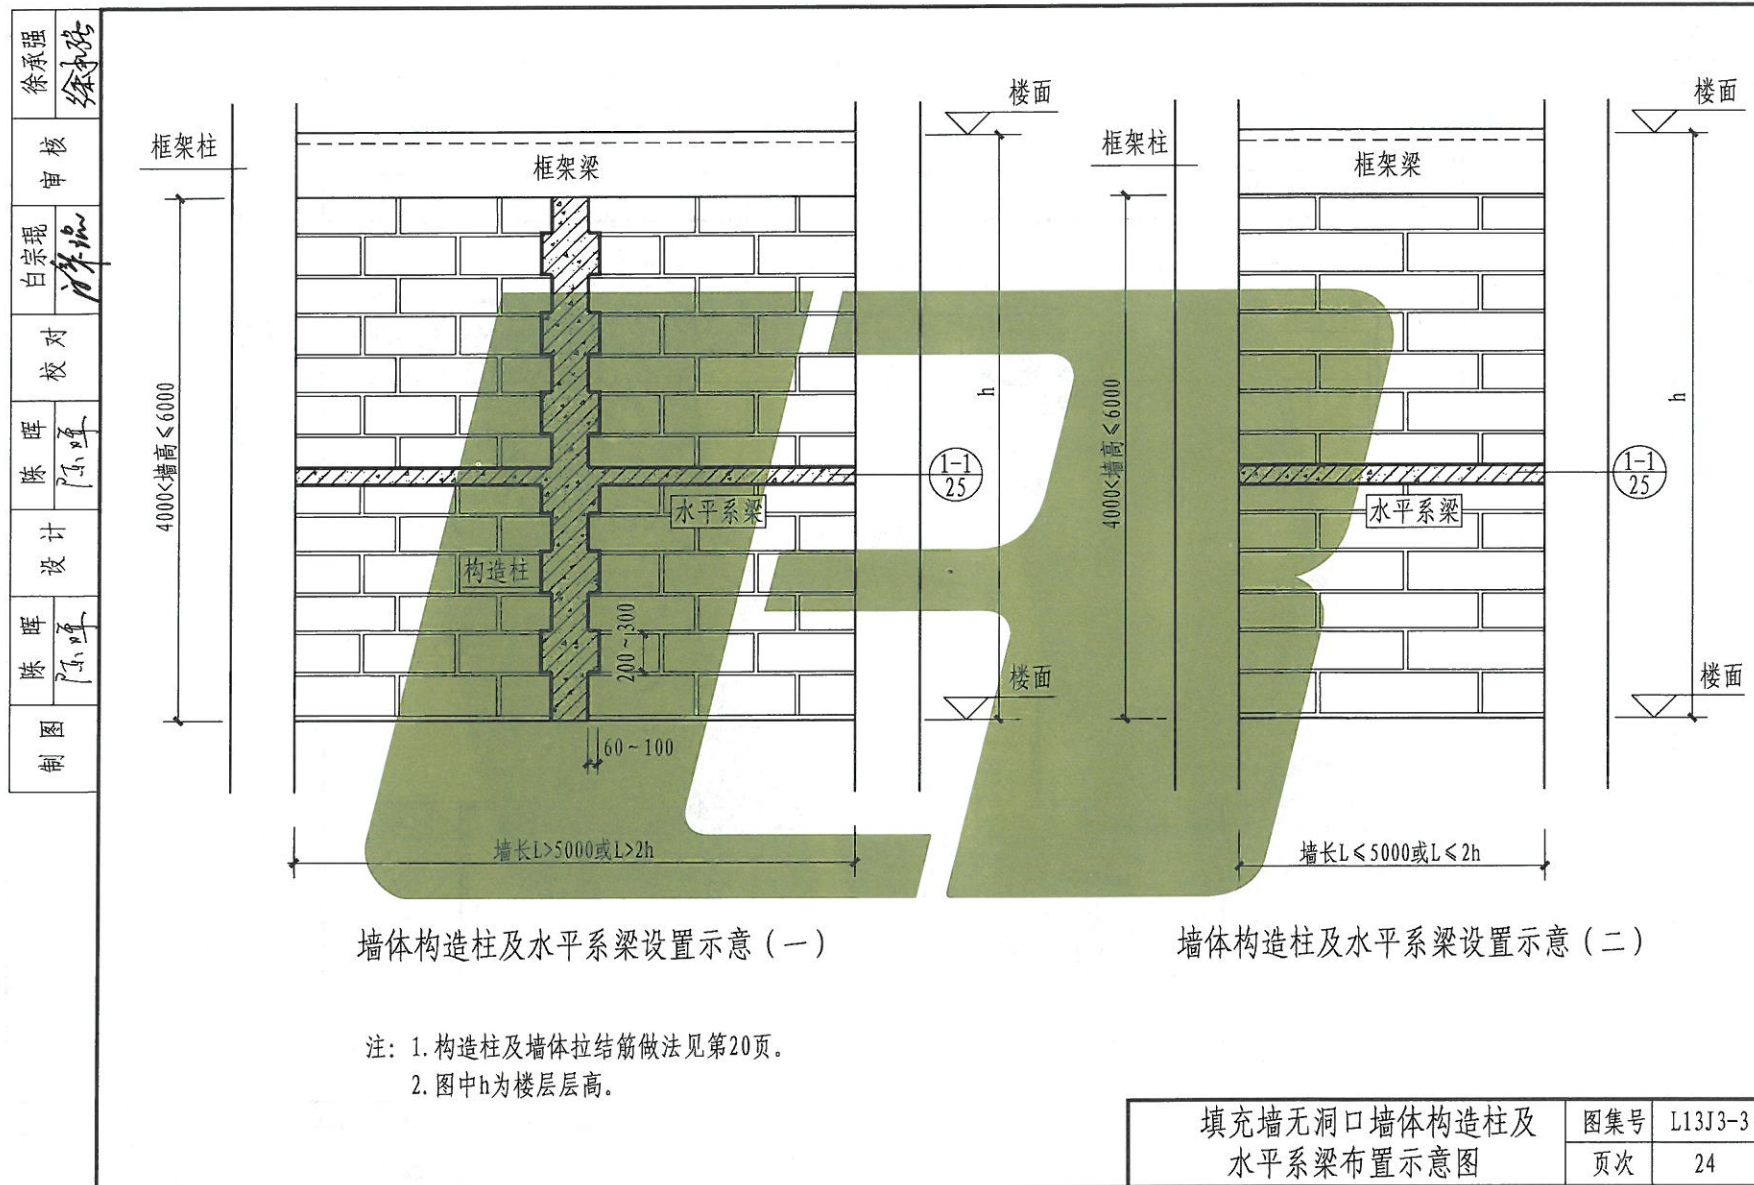 徐承强
审核
白宗琨
校对
陈晖
设计
陈晖
制图
框架柱
框架梁
楼面
4000<墙高≤6000
h
1-1
25
水平系梁
构造柱
200~300
楼面
60~100
墙长L>5000或L>2h
墙体构造柱及水平系梁设置示意（一）
框架柱
框架梁
楼面
4000<墙高≤6000
h
1-1
25
水平系梁
楼面
墙长L≤5000或L≤2h
墙体构造柱及水平系梁设置示意（二）
注：1.构造柱及墙体拉结筋做法见第20页。
2.图中h为楼层层高。
填充墙无洞口墙体构造柱及
水平系梁布置示意图
图集号 L13J3-3
页次 24